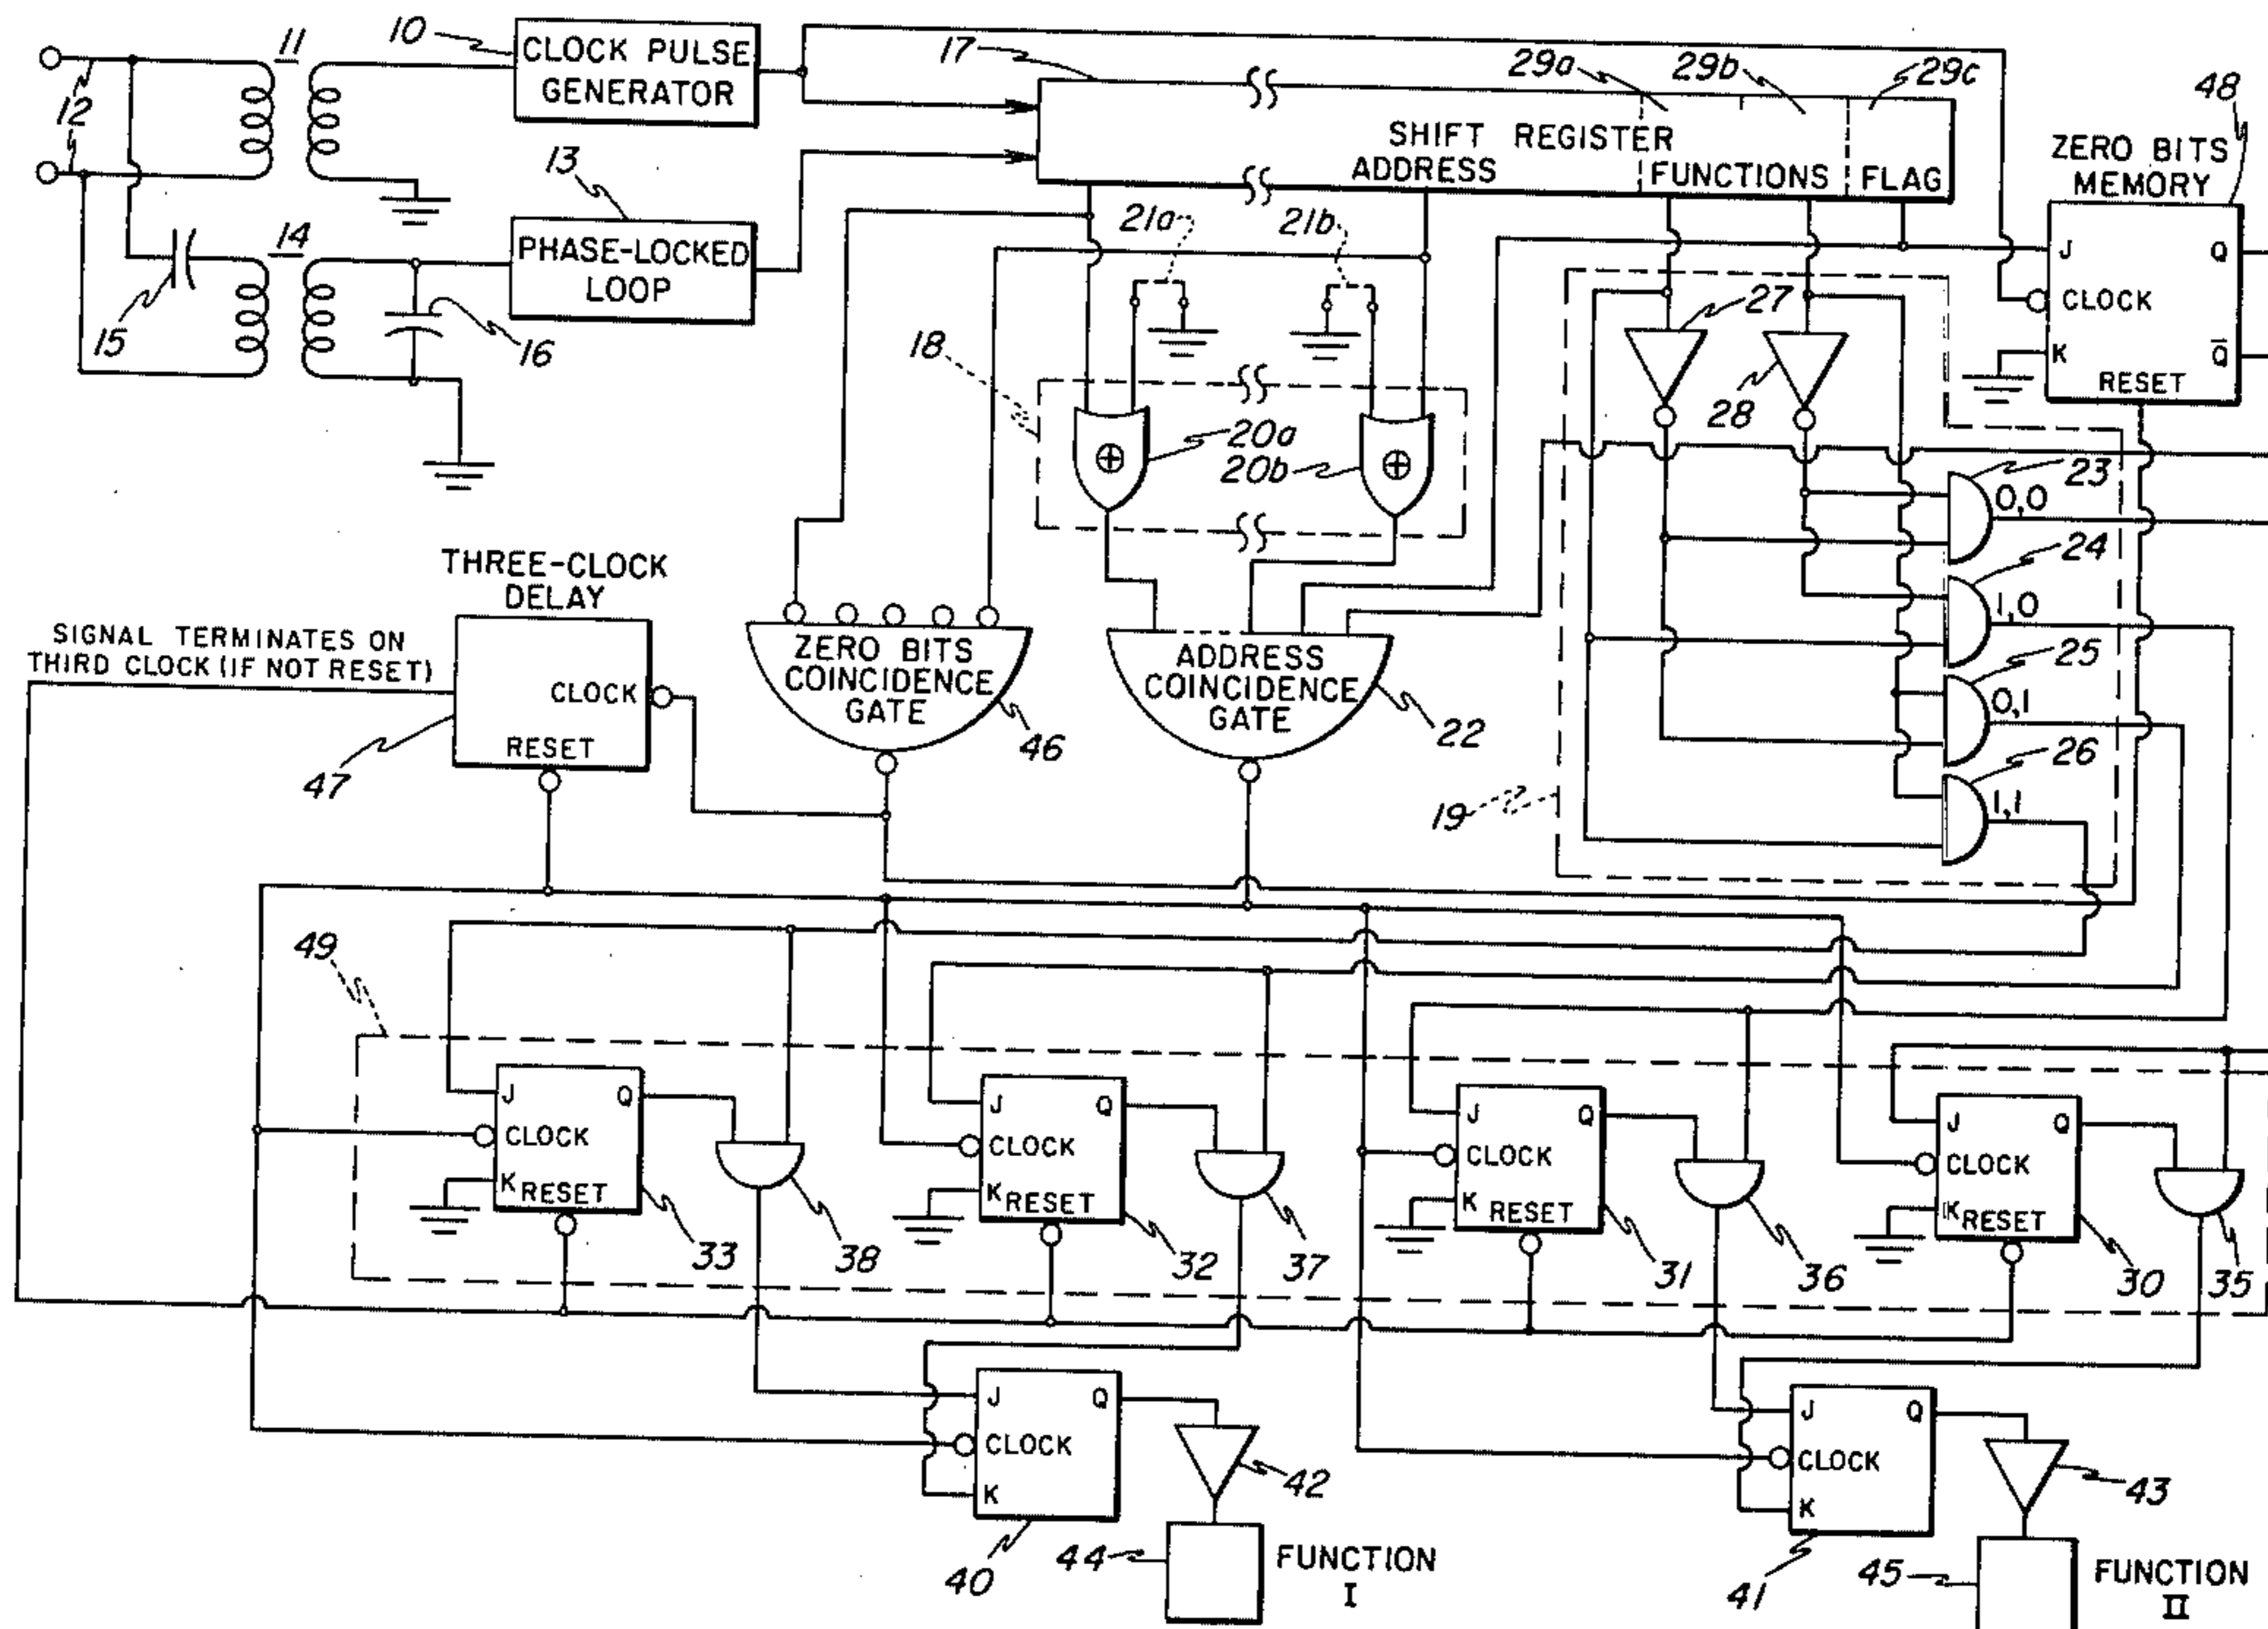 10
11
CLOCK PULSE
GENERATOR
12
17
29a
29b
29c
48
SHIFT REGISTER
ADDRESS
FUNCTIONS
FLAG
ZERO BITS
MEMORY
13
14
PHASE-LOCKED
LOOP
15
16
21a
21b
J
Q
CLOCK
K
Q̅
RESET
27
28
18
20a
20b
23
0,0
24
1,0
25
0,1
26
1,1
19
THREE-CLOCK
DELAY
SIGNAL TERMINATES ON
THIRD CLOCK (IF NOT RESET)
CLOCK
RESET
47
ZERO BITS
COINCIDENCE
GATE
46
ADDRESS
COINCIDENCE
GATE
22
49
J
Q
CLOCK
K
RESET
33
38
J
Q
CLOCK
K
RESET
32
37
J
Q
CLOCK
K
RESET
31
36
J
Q
CLOCK
K
RESET
30
35
J
Q
CLOCK
K
40
42
44
FUNCTION
I
J
Q
CLOCK
K
41
43
45
FUNCTION
II